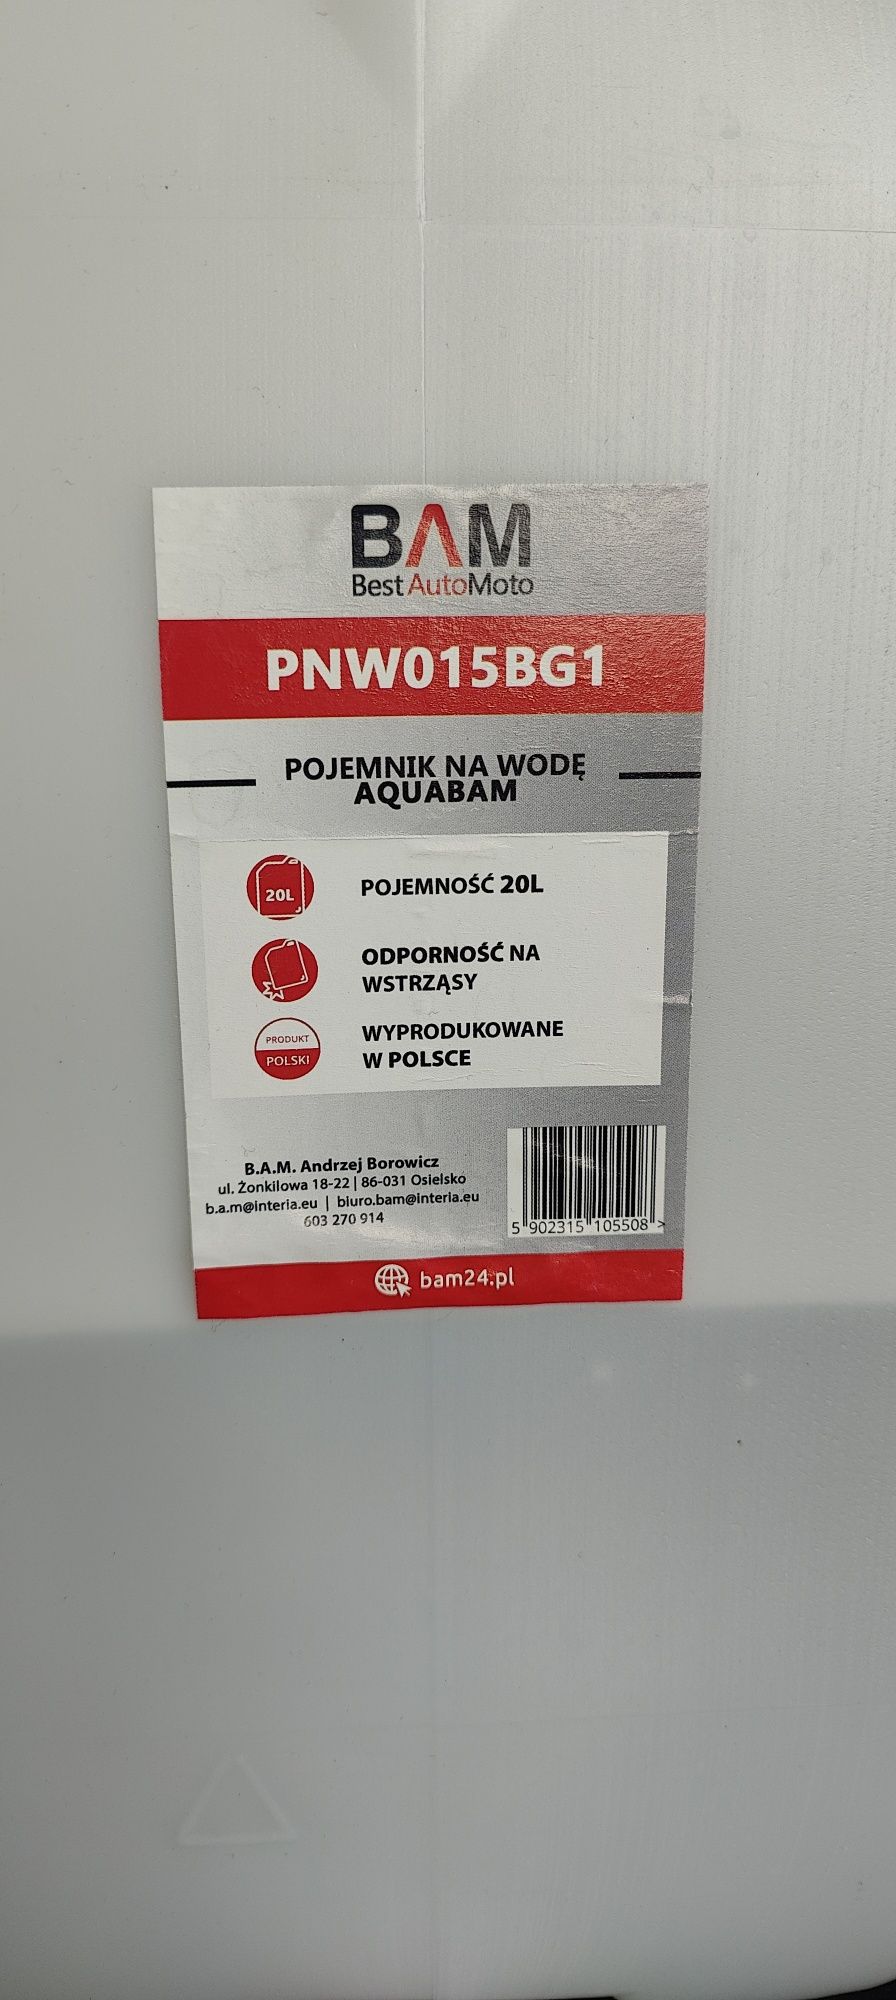 BAM
BestAutoMoto
PNW015BG1
POJEMNIK NA WODĘ
AQUABAM
20L
POJEMNOŚĆ 20L
ODPORNOŚĆ NA
WSTRZĄSY
PRODUKT
POLSKI
WYPRODUKOWANE
W POLSCE
B.A.M. Andrzej Borowicz
ul. Żonkilowa 18-22 | 86-031 Osielsko
b.a.m@interia.eu | biuro.bam@interia.eu
603 270 914
5 902315 105508 >
bam24.pl